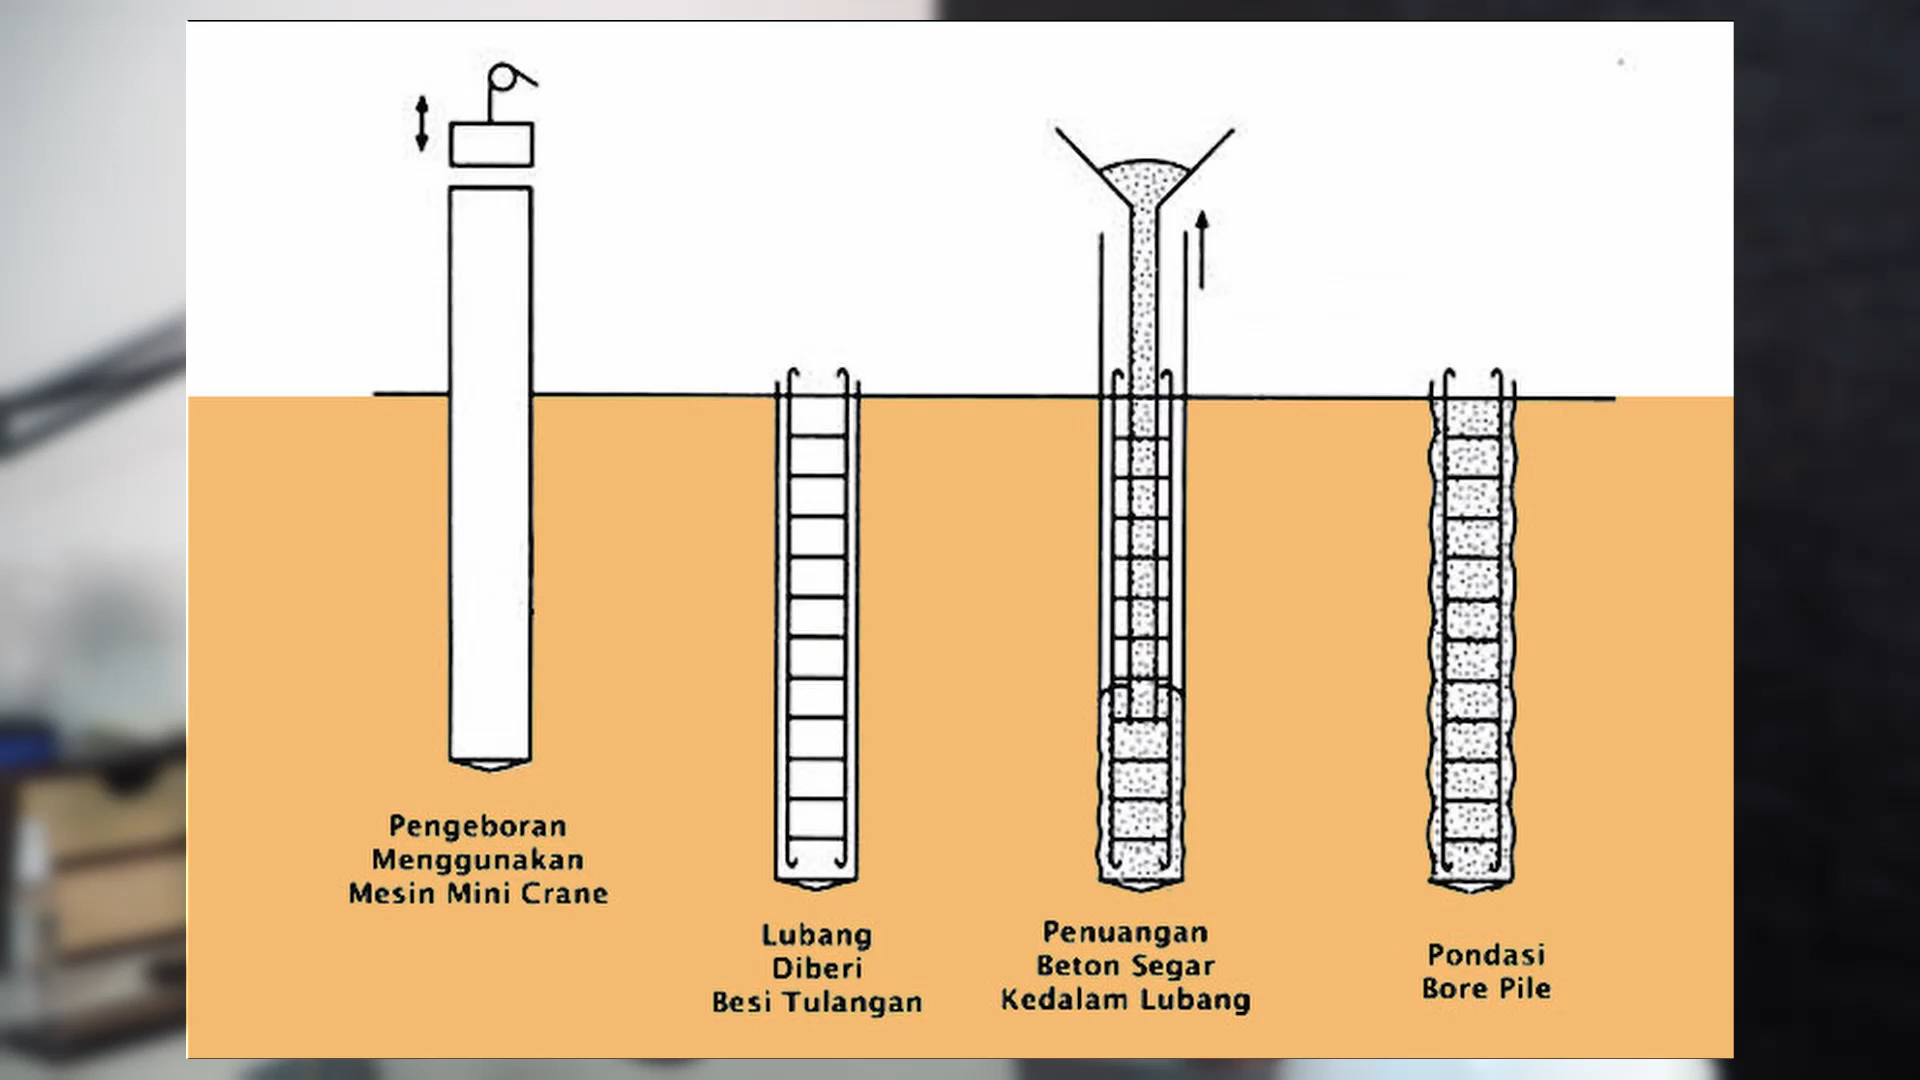 Pengeboran
Menggunakan
Mesin Mini Crane
Lubang
Diberi
Besi Tulangan
Penuangan
Beton Segar
Kedalam Lubang
Pondasi
Bore Pile